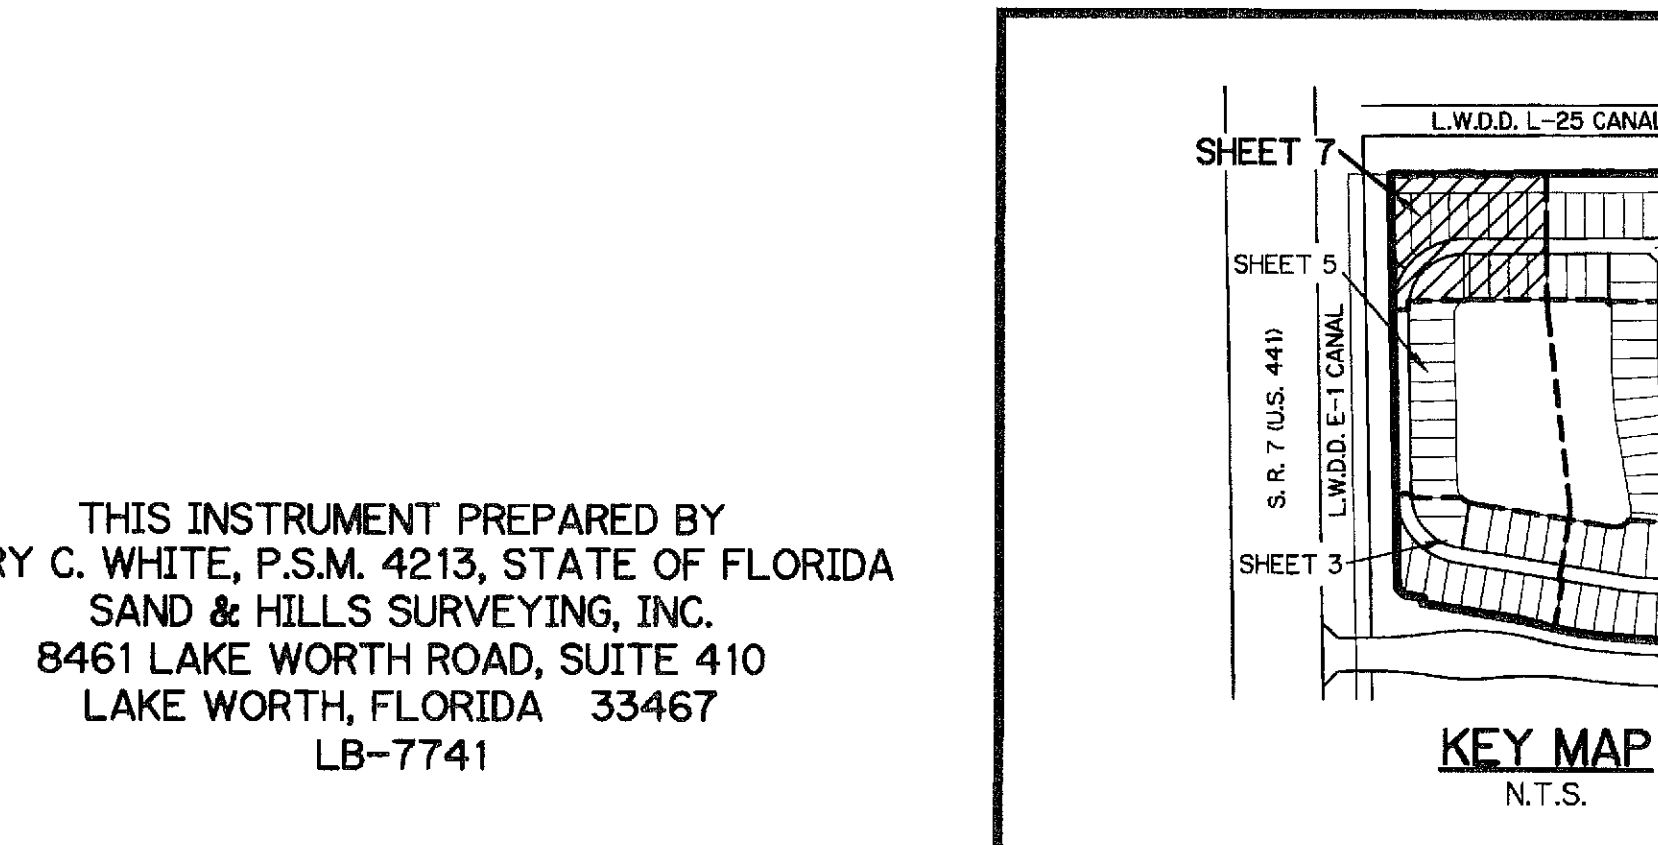 THIS INSTRUMENT PREPARED BY
RY C. WHITE, P.S.M. 4213, STATE OF FLORIDA
SAND & HILLS SURVEYING, INC.
8461 LAKE WORTH ROAD, SUITE 410
LAKE WORTH, FLORIDA 33467
LB-7741
L.W.D.D. L-25 CANAL
SHEET 7
SHEET 5
S. R. 7 (U.S. 441)
L.W.D.D. E-1 CANAL
SHEET 3
KEY MAP
N.T.S.